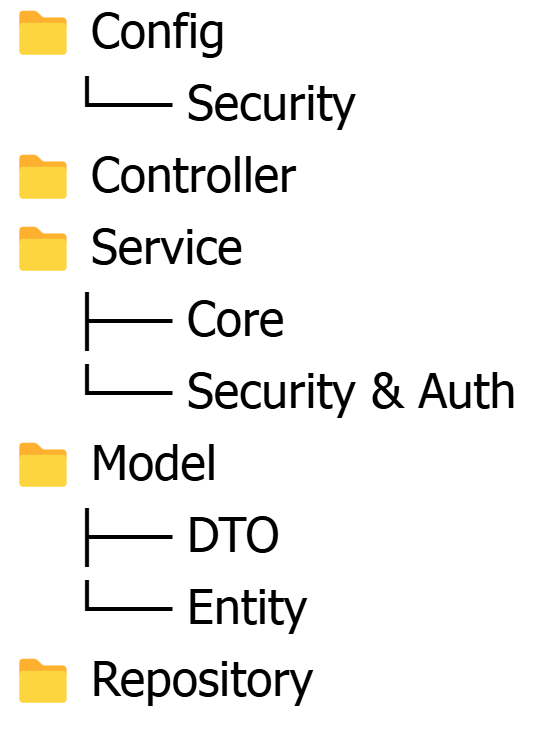 Config
└── Security
Controller
Service
├── Core
└── Security & Auth
Model
├── DTO
└── Entity
Repository